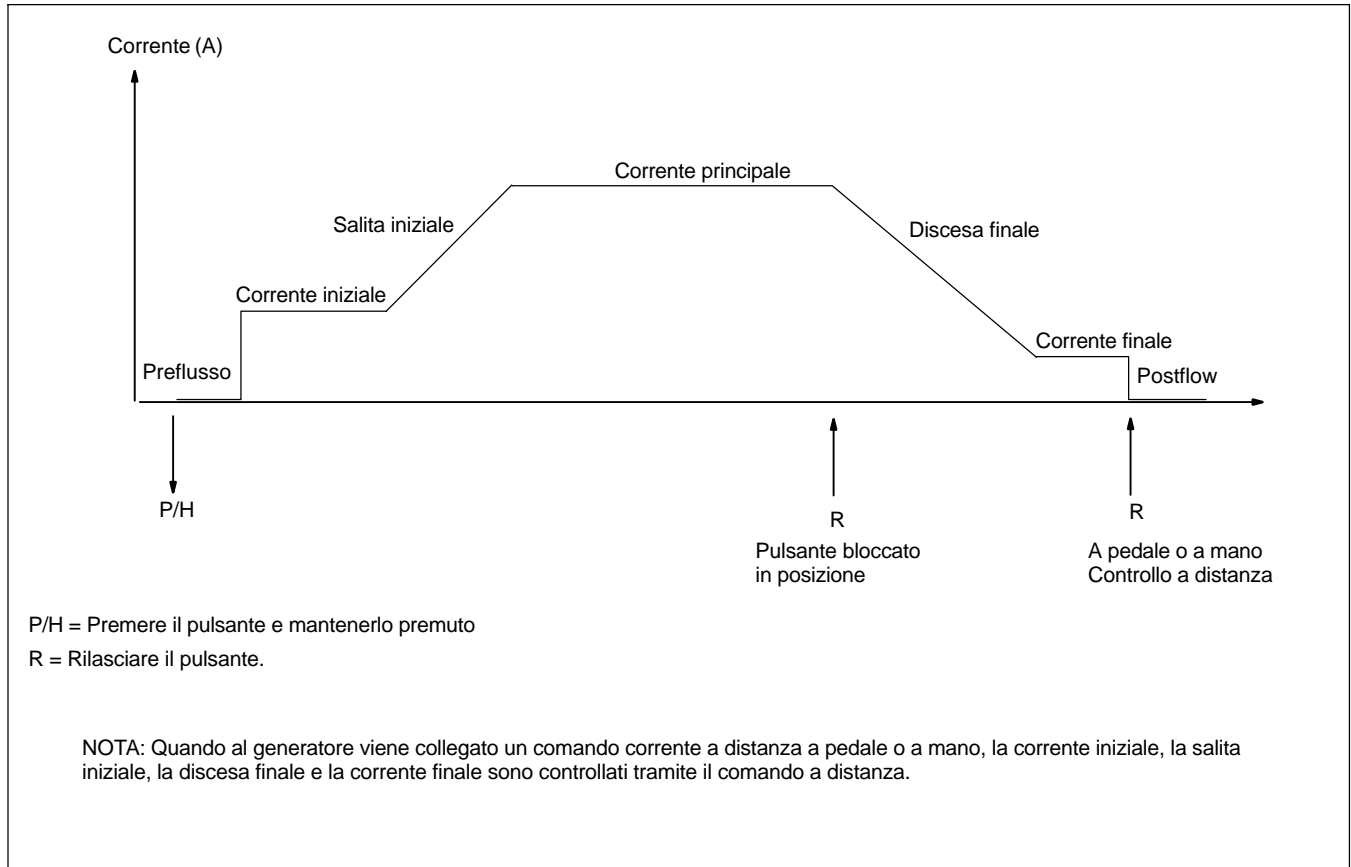 Corrente (A)
Corrente principale
Salita iniziale
Discesa finale
Corrente iniziale
Corrente finale
Preflusso
Postflow
P/H
R
Pulsante bloccato
in posizione
R
A pedale o a mano
Controllo a distanza
P/H = Premere il pulsante e mantenerlo premuto
R = Rilasciare il pulsante.
NOTA: Quando al generatore viene collegato un comando corrente a distanza a pedale o a mano, la corrente iniziale, la salita
iniziale, la discesa finale e la corrente finale sono controllati tramite il comando a distanza.